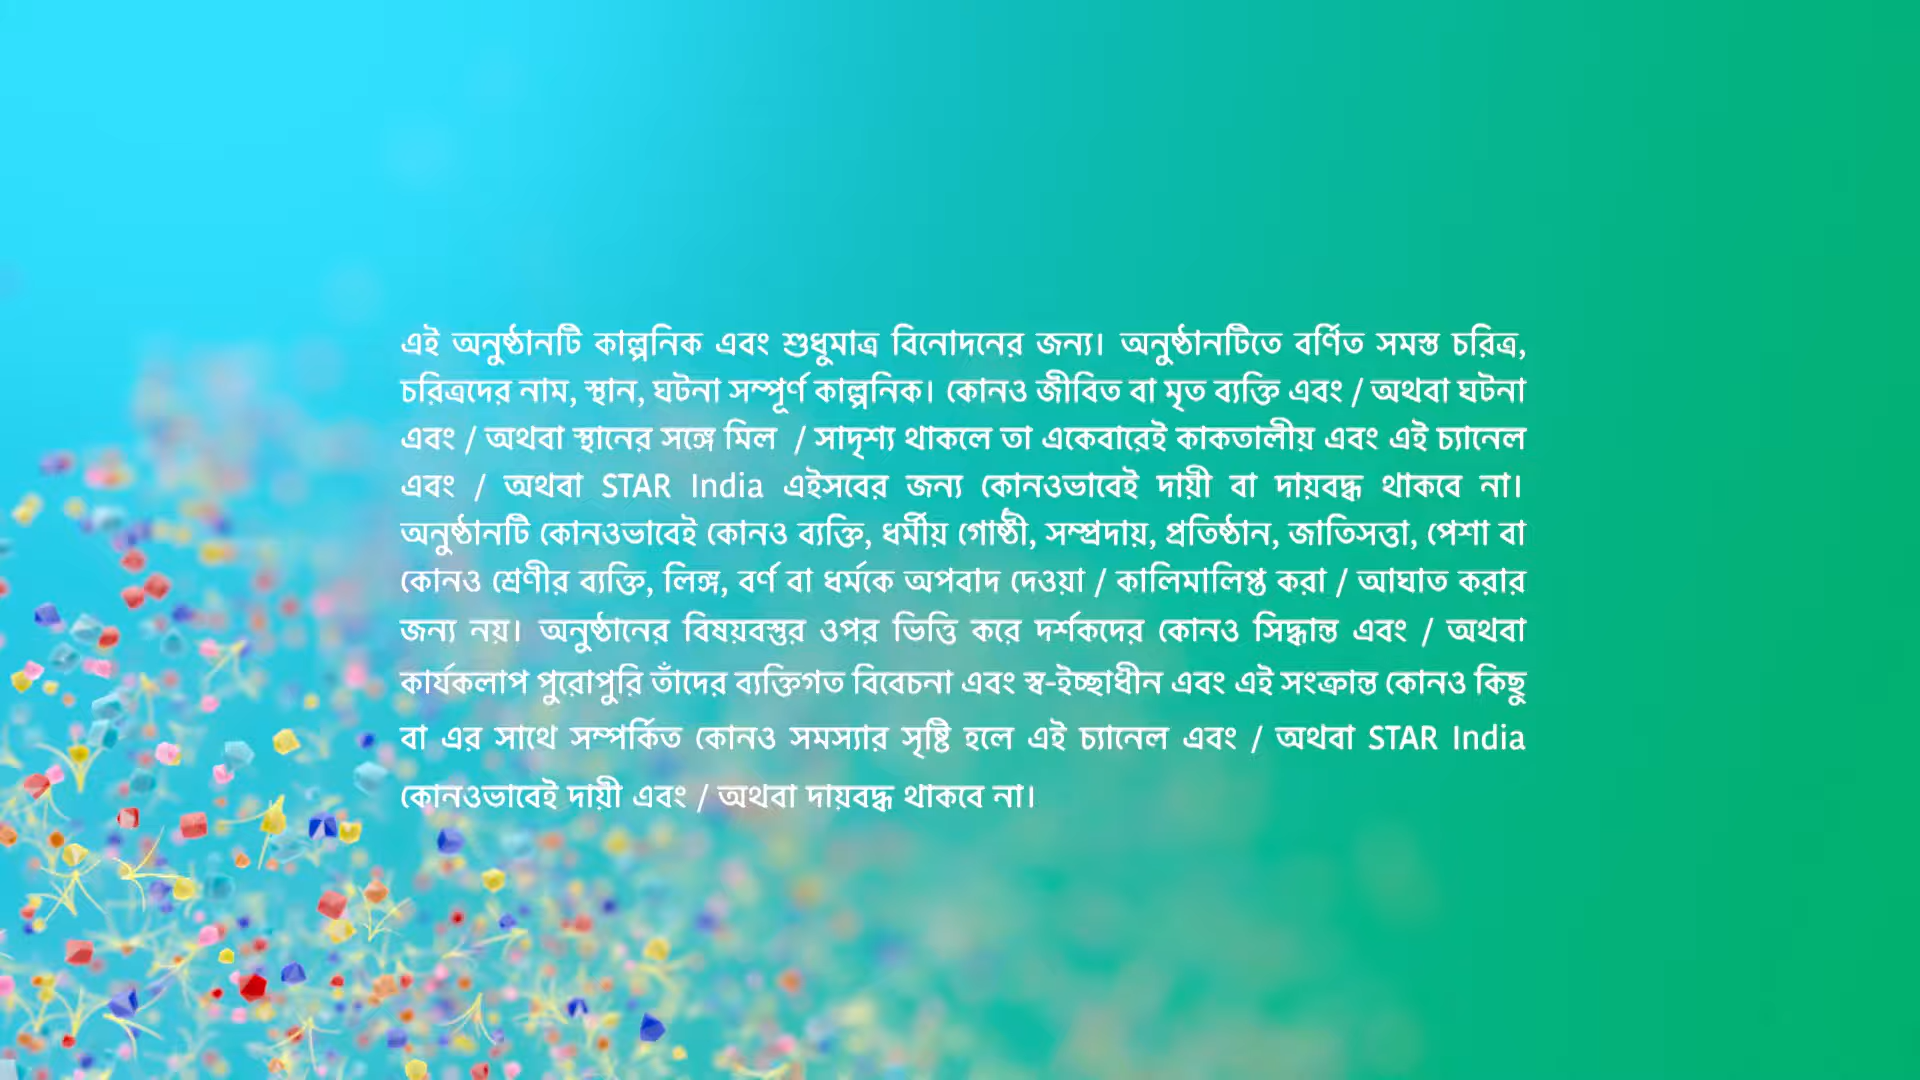 এই অনুষ্ঠানটি কাল্পনিক এবং শুধুমাত্র বিনোদনের জন্য। অনুষ্ঠানটিতে বর্ণিত সমস্ত চরিত্র,
চরিত্রদের নাম, স্থান, ঘটনা সম্পূর্ণ কাল্পনিক। কোনও জীবিত বা মৃত ব্যক্তি এবং / অথবা ঘটনা
এবং / অথবা স্থানের সঙ্গে মিল / সাদৃশ্য থাকলে তা একেবারেই কাকতালীয় এবং এই চ্যানেল
এবং / অথবা STAR India এইসবের জন্য কোনওভাবেই দায়ী বা দায়বদ্ধ থাকবে না।
অনুষ্ঠানটি কোনওভাবেই কোনও ব্যক্তি, ধর্মীয় গোষ্ঠী, সম্প্রদায়, প্রতিষ্ঠান, জাতিসত্তা, পেশা বা
কোনও শ্রেণীর ব্যক্তি, লিঙ্গ, বর্ণ বা ধর্মকে অপবাদ দেওয়া / কালিমালিপ্ত করা / আঘাত করার
জন্য নয়। অনুষ্ঠানের বিষয়বস্তুর ওপর ভিত্তি করে দর্শকদের কোনও সিদ্ধান্ত এবং / অথবা
কার্যকলাপ পুরোপুরি তাঁদের ব্যক্তিগত বিবেচনা এবং স্ব-ইচ্ছাধীন এবং এই সংক্রান্ত কোনও কিছু
বা এর সাথে সম্পর্কিত কোনও সমস্যার সৃষ্টি হলে এই চ্যানেল এবং / অথবা STAR India
কোনওভাবেই দায়ী এবং / অথবা দায়বদ্ধ থাকবে না।